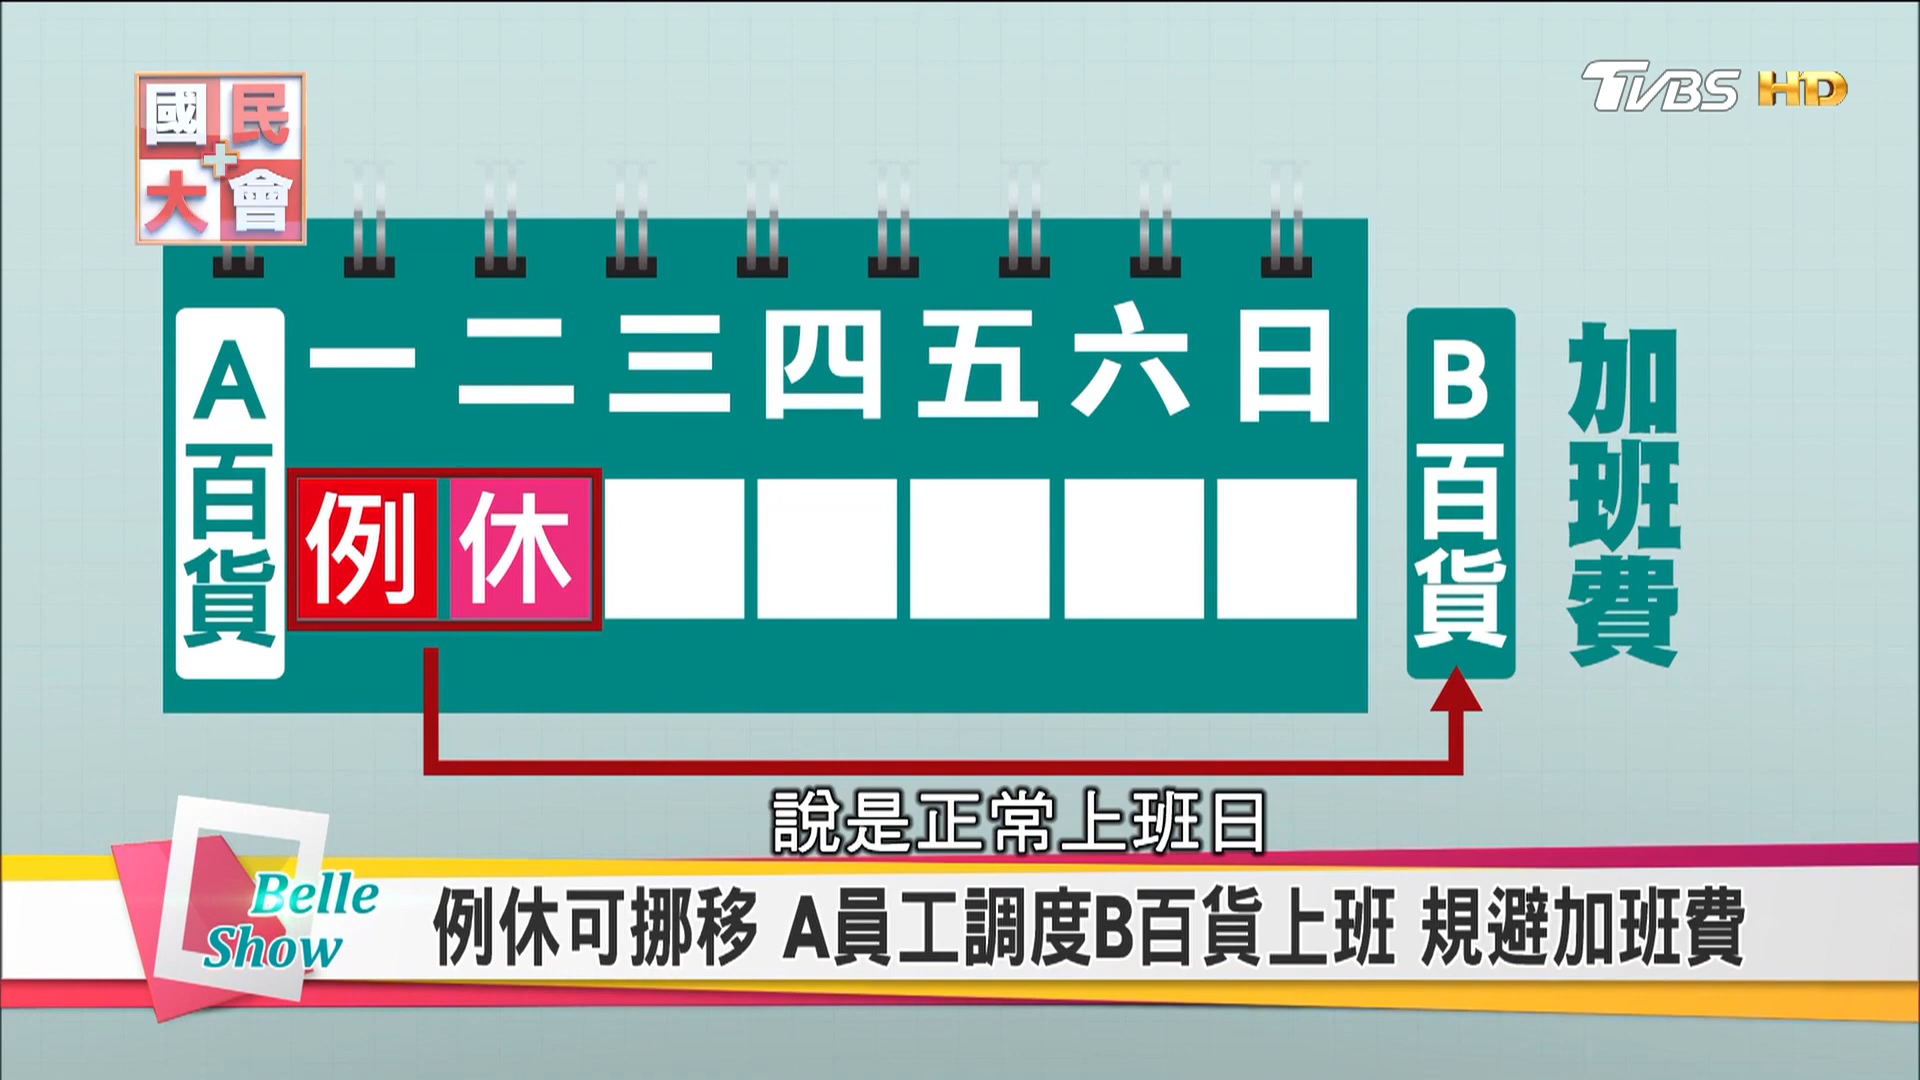 國民
大會
TVBS HD
A百貨
一 二 三 四 五 六 日
例 休
B百貨
加班費
說是正常上班日
Belle
Show
例休可挪移 A員工調度B百貨上班 規避加班費